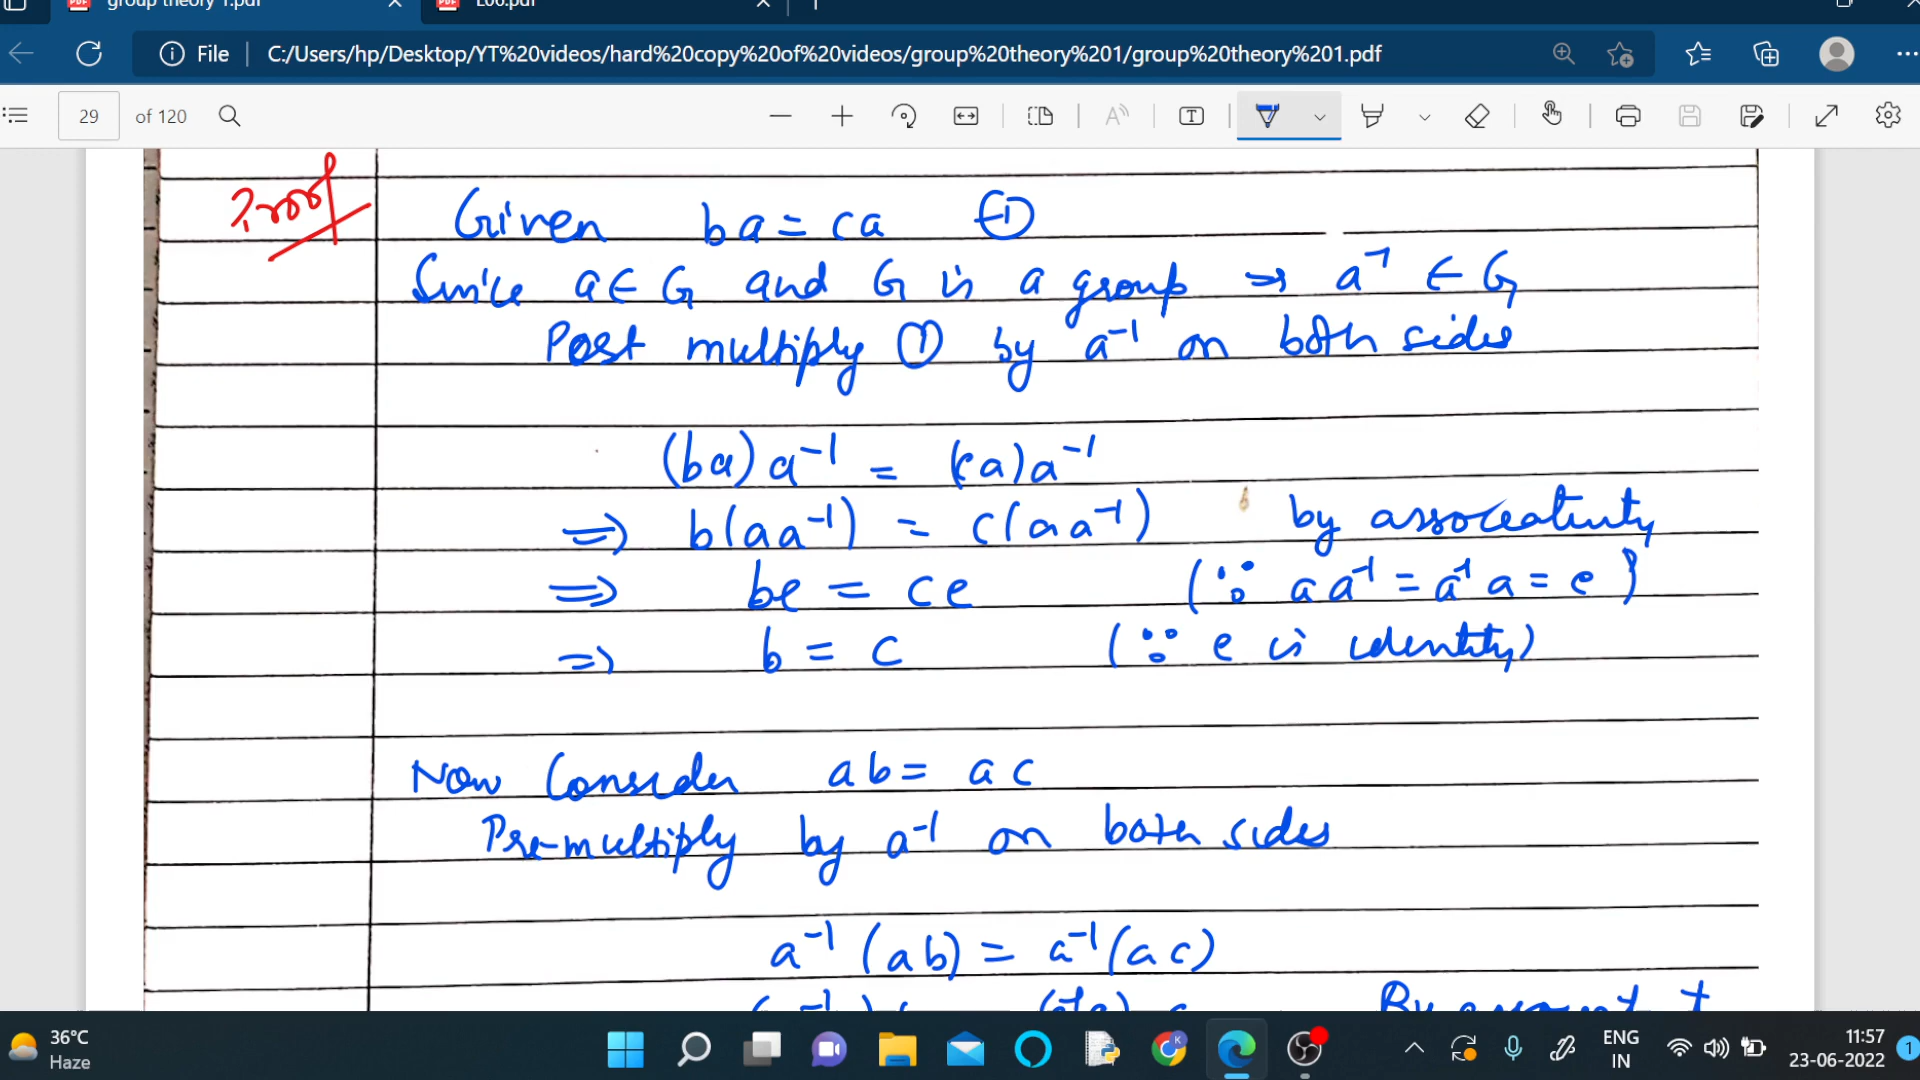 group theory 1.pdf
L06.pdf
File
C:/Users/hp/Desktop/YT%20videos/hard%20copy%20of%20videos/group%20theory%201/group%20theory%201.pdf
29 of 120
Proof
Given ba = ca ①
Since a ∈ G and G is a group ⇒ a⁻¹ ∈ G
Post multiply ① by a⁻¹ on both sides
(ba) a⁻¹ = (ca) a⁻¹
⇒ b(aa⁻¹) = c(aa⁻¹) by associativity
⇒ be = ce (∵ aa⁻¹ = a⁻¹a = e)
⇒ b = c (∵ e is identity)
Now Consider ab = ac
Pre-multiply by a⁻¹ on both sides
a⁻¹ (ab) = a⁻¹ (ac)
36°C
Haze
ENG
IN
11:57
23-06-2022
1